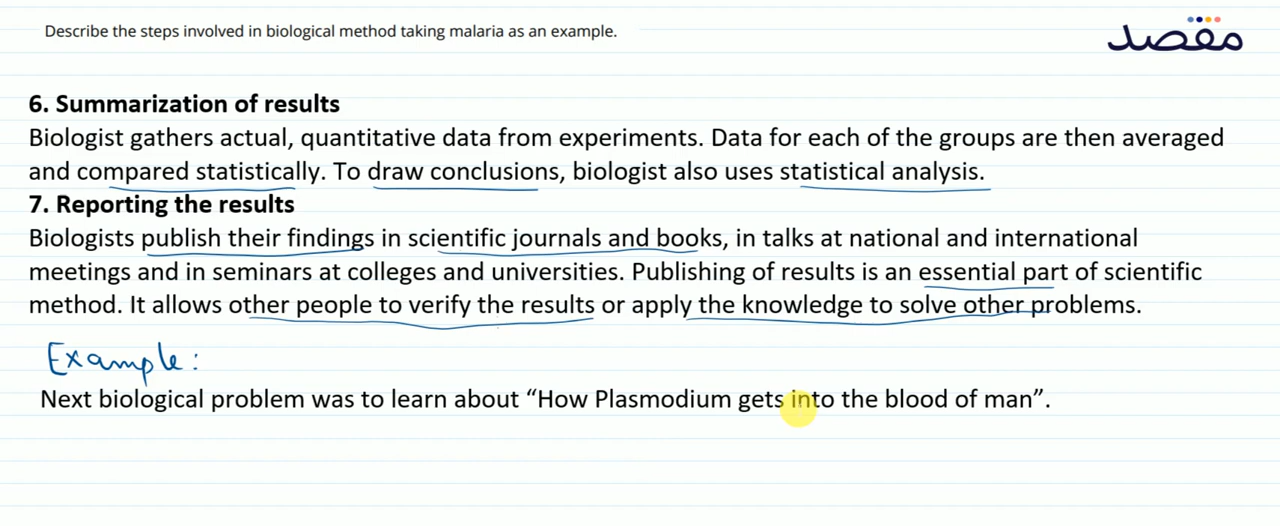 Describe the steps involved in biological method taking malaria as an example.
مقصد
6. Summarization of results
Biologist gathers actual, quantitative data from experiments. Data for each of the groups are then averaged
and compared statistically. To draw conclusions, biologist also uses statistical analysis.
7. Reporting the results
Biologists publish their findings in scientific journals and books, in talks at national and international
meetings and in seminars at colleges and universities. Publishing of results is an essential part of scientific
method. It allows other people to verify the results or apply the knowledge to solve other problems.
Example:
Next biological problem was to learn about “How Plasmodium gets into the blood of man”.